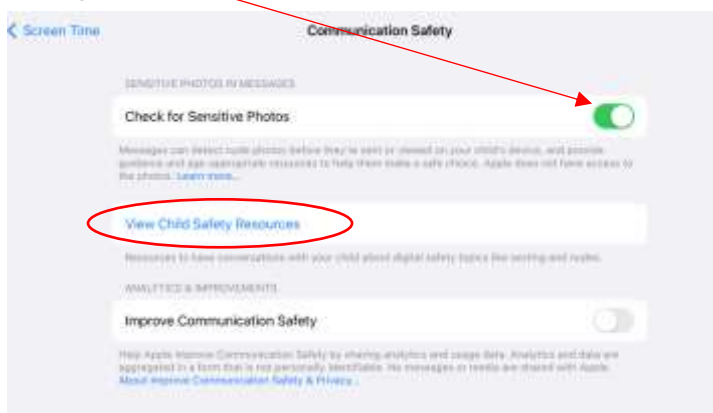 Screen Time
Communication Safety
SENSITIVE PHOTOS IN MESSAGES
Check for Sensitive Photos
Messages can detect nude photos before they're sent or viewed on your child's device, and provide
guidance and age-appropriate resources to help them make a safe choice. Apple does not have access to
the photos. Learn more...
View Child Safety Resources
Resources to have conversations with your child about digital safety topics like sexting and nudes.
ANALYTICS & IMPROVEMENTS
Improve Communication Safety
Help Apple improve Communication Safety by sharing analytics and usage data. Analytics and data are
aggregated in a form that is not personally identifiable. No messages or media are shared with Apple.
About Improve Communication Safety & Privacy...